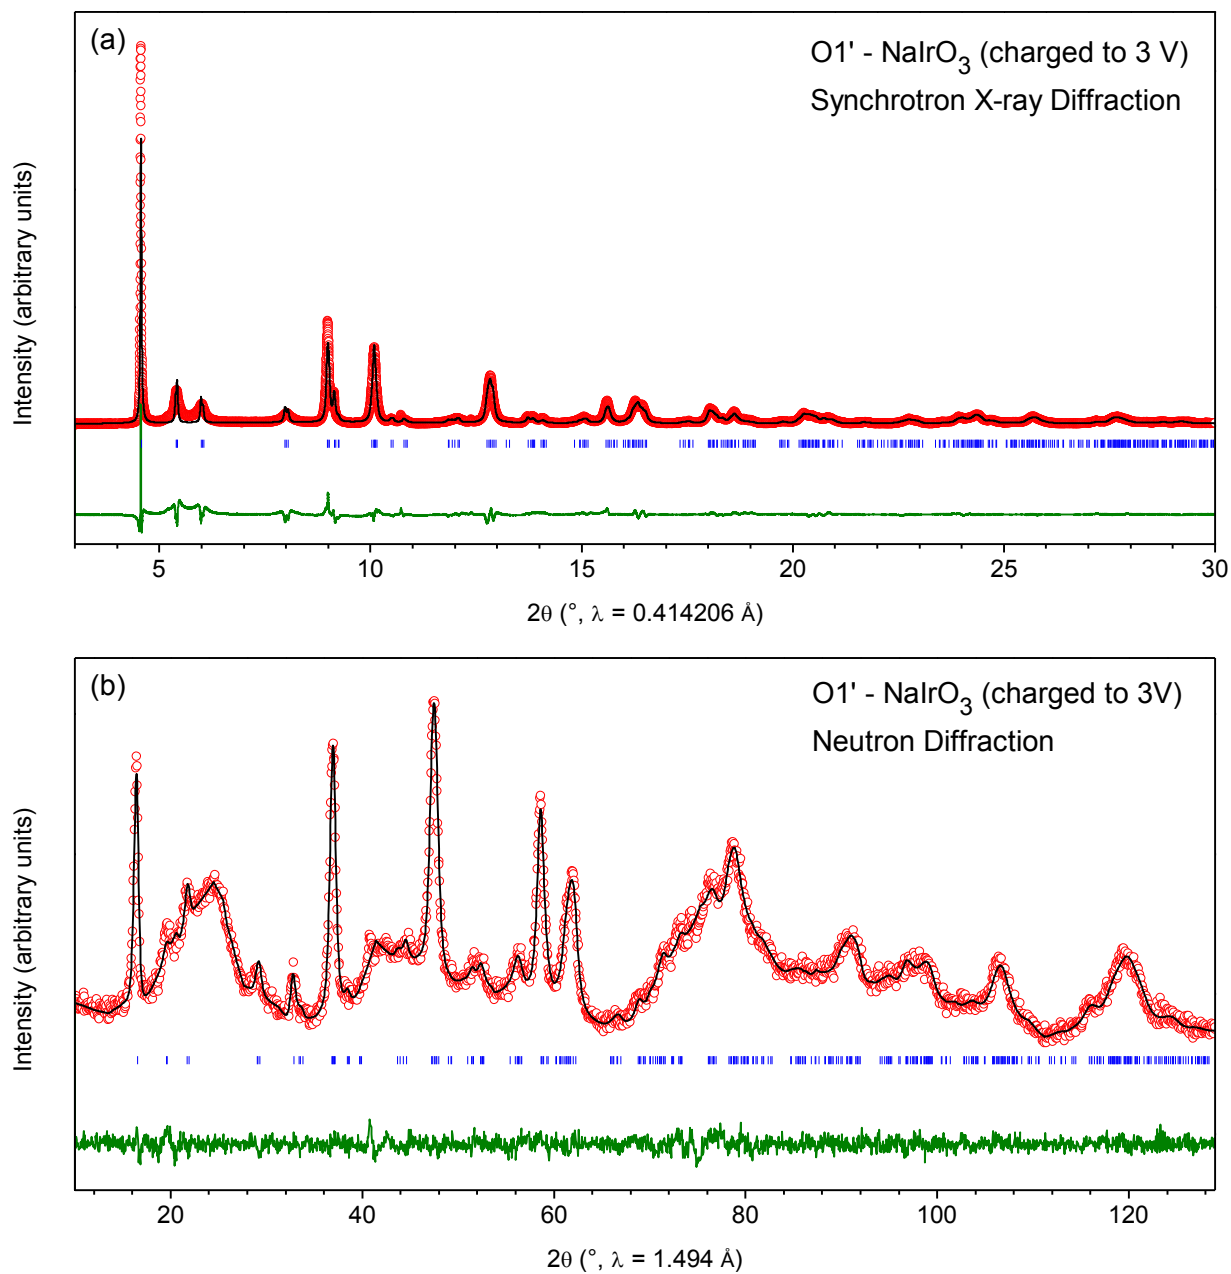 (a)
O1' - NaIrO₃ (charged to 3 V)
Synchrotron X-ray Diffraction
Intensity (arbitrary units)
5 10 15 20 25 30
2θ (°, λ = 0.414206 Å)
(b)
O1' - NaIrO₃ (charged to 3V)
Neutron Diffraction
Intensity (arbitrary units)
20 40 60 80 100 120
2θ (°, λ = 1.494 Å)